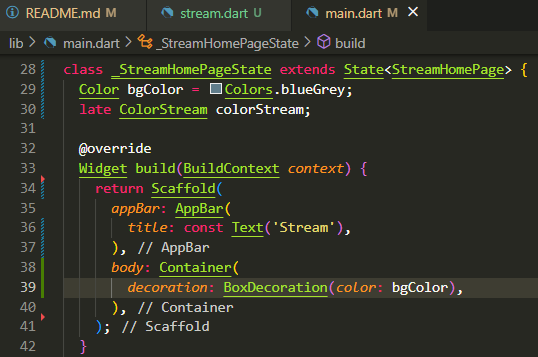 README.md M stream.dart U main.dart M
lib > main.dart > _StreamHomePageState > build
28 class _StreamHomePageState extends State<StreamHomePage> {
29 Color bgColor = Colors.blueGrey;
30 late ColorStream colorStream;
31
32 @override
33 Widget build(BuildContext context) {
34 return Scaffold(
35 appBar: AppBar(
36 title: const Text('Stream'),
37 ), // AppBar
38 body: Container(
39 decoration: BoxDecoration(color: bgColor),
40 ), // Container
41 ); // Scaffold
42 }